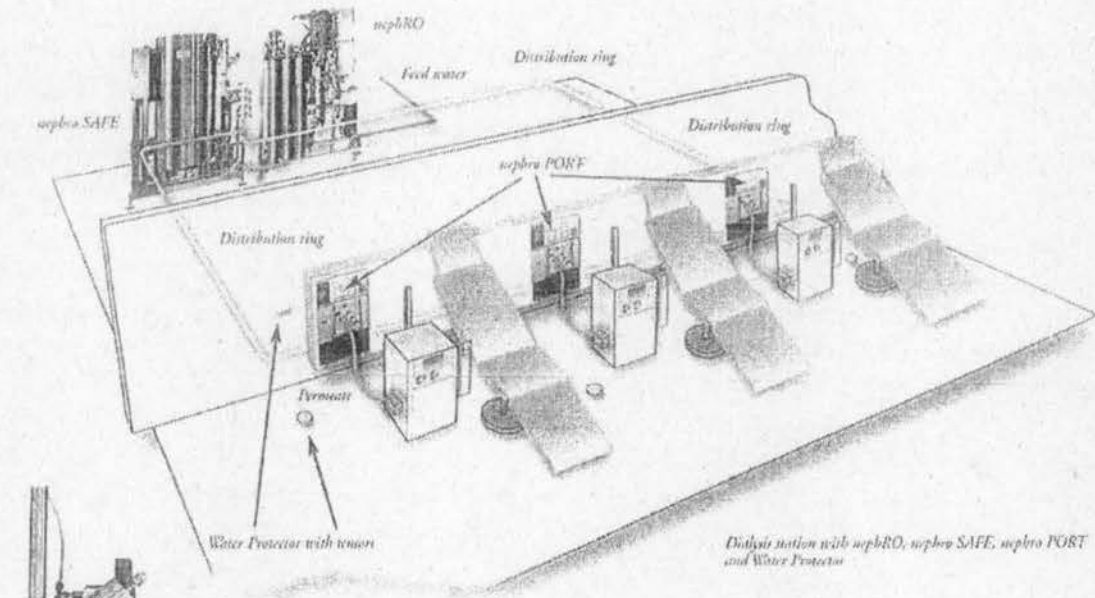 nephRO
Distribution ring
Feed water
nephro SAFE
Distribution ring
nephro PORT
Distribution ring
Permeate
Water Protector with sensors
Dialysis station with nephRO, nephro SAFE, nephro PORT
and Water Protector